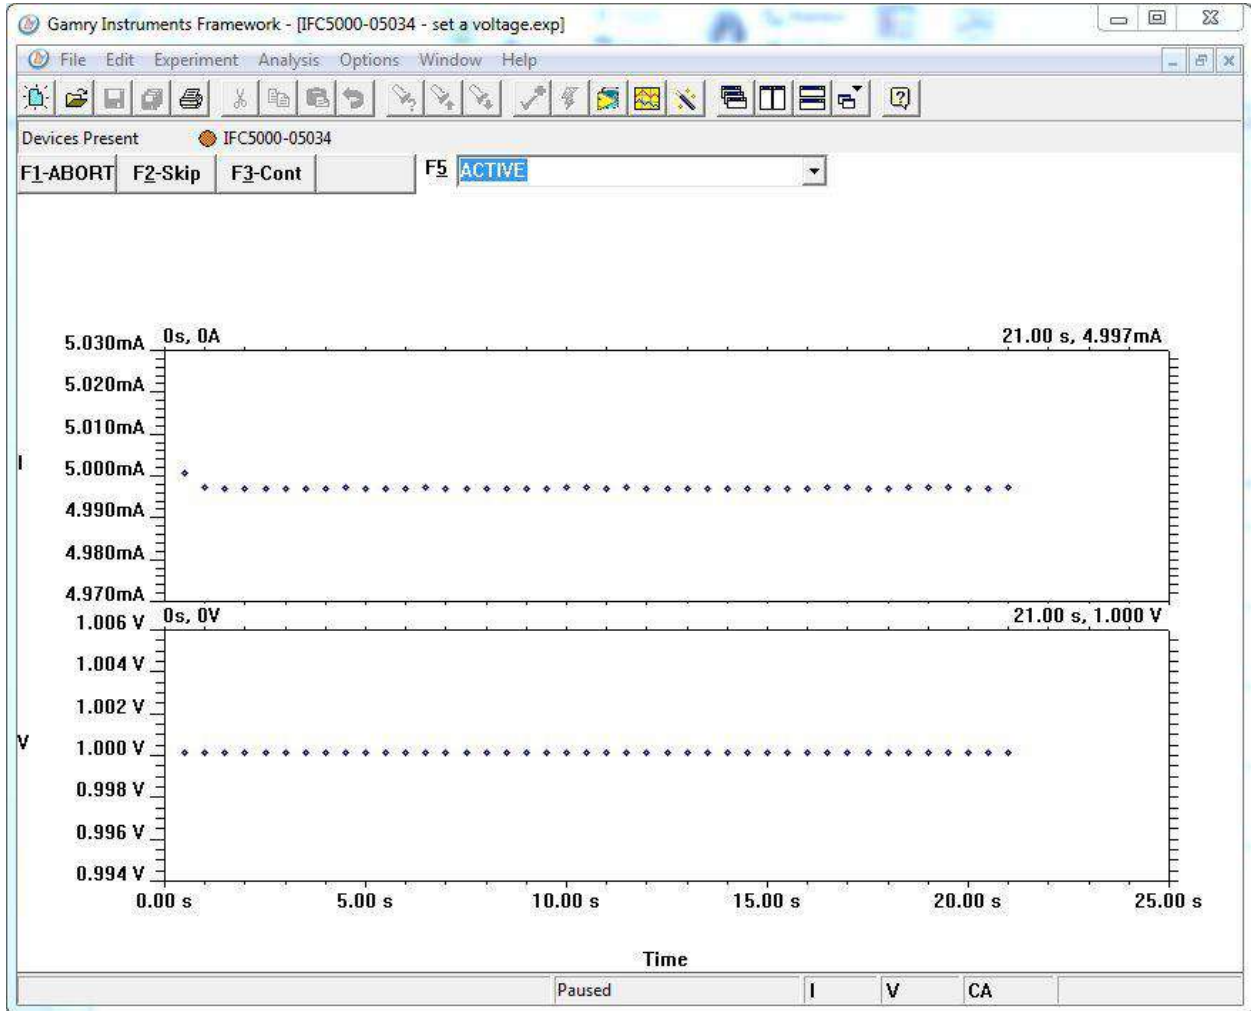 Gamry Instruments Framework - [IFC5000-05034 - set a voltage.exp]
File Edit Experiment Analysis Options Window Help
Devices Present IFC5000-05034
F1-ABORT F2-Skip F3-Cont F5 ACTIVE
0s, 0A 21.00 s, 4.997mA
5.030mA
5.020mA
5.010mA
I
5.000mA
4.990mA
4.980mA
4.970mA
0s, 0V 21.00 s, 1.000 V
1.006 V
1.004 V
1.002 V
V
1.000 V
0.998 V
0.996 V
0.994 V
0.00 s 5.00 s 10.00 s 15.00 s 20.00 s 25.00 s
Time
Paused I V CA